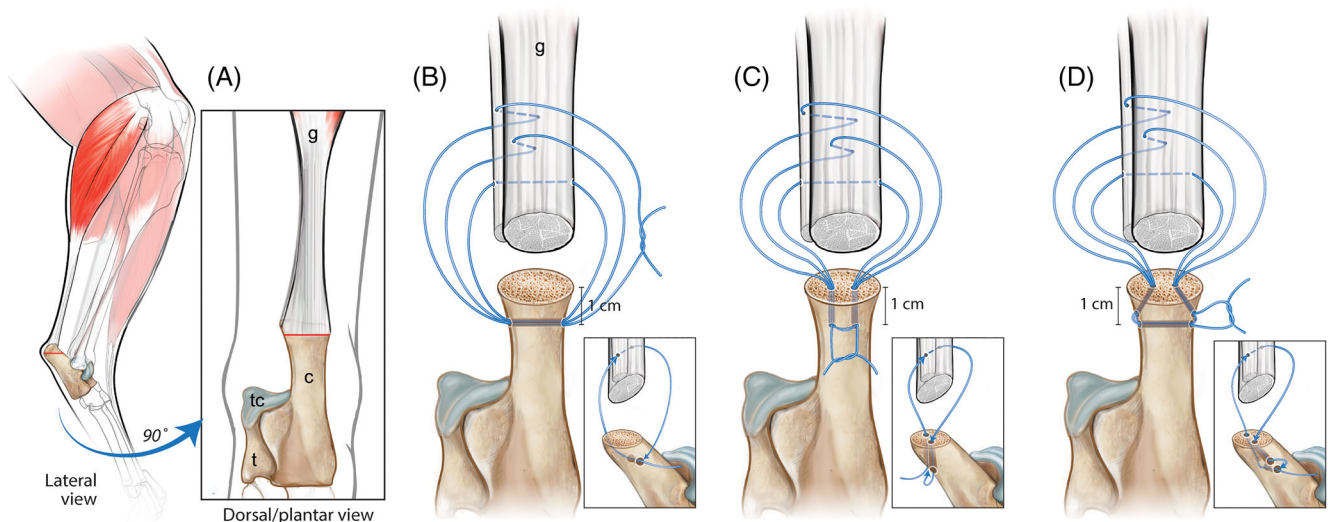 (A)
g
c
tc
t
90°
Lateral
view
Dorsal/plantar view
(B)
g
1 cm
(C)
1 cm
(D)
1 cm